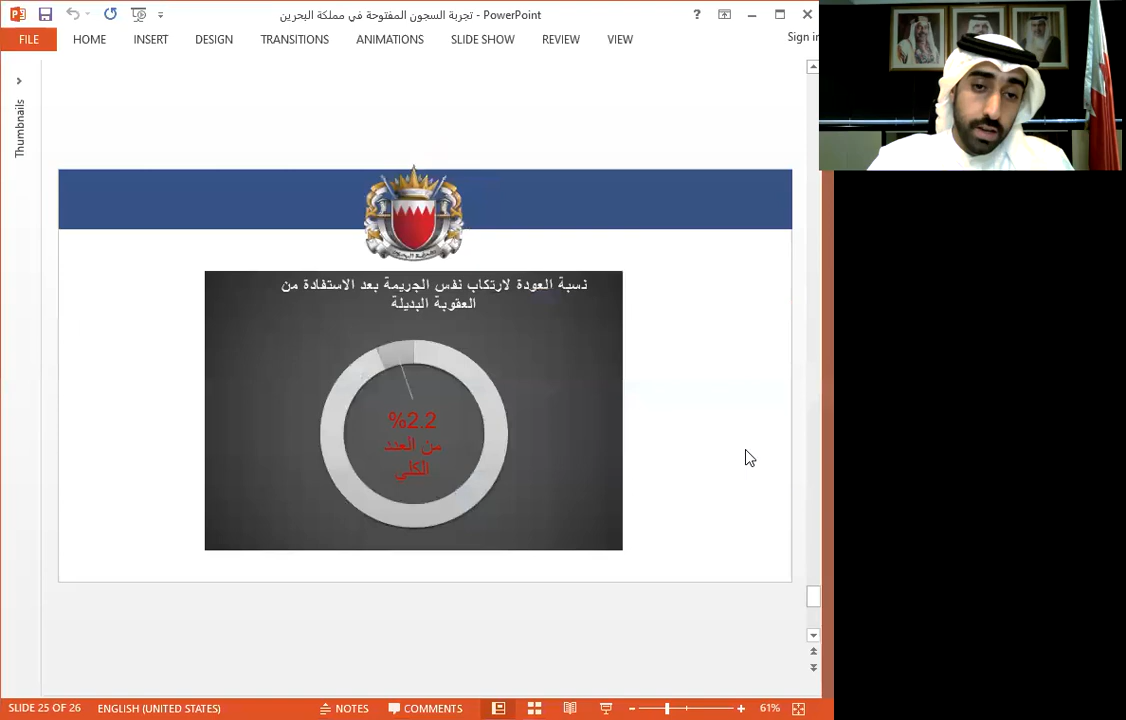 تجربة السجون المفتوحة في مملكة البحرين - PowerPoint
?
FILE HOME INSERT DESIGN TRANSITIONS ANIMATIONS SLIDE SHOW REVIEW VIEW
Sign in
Thumbnails
نسبة العودة لارتكاب نفس الجريمة بعد الاستفادة من
العقوبة البديلة
%2.2
من العدد
الكلي
SLIDE 25 OF 26 ENGLISH (UNITED STATES) NOTES COMMENTS 61%